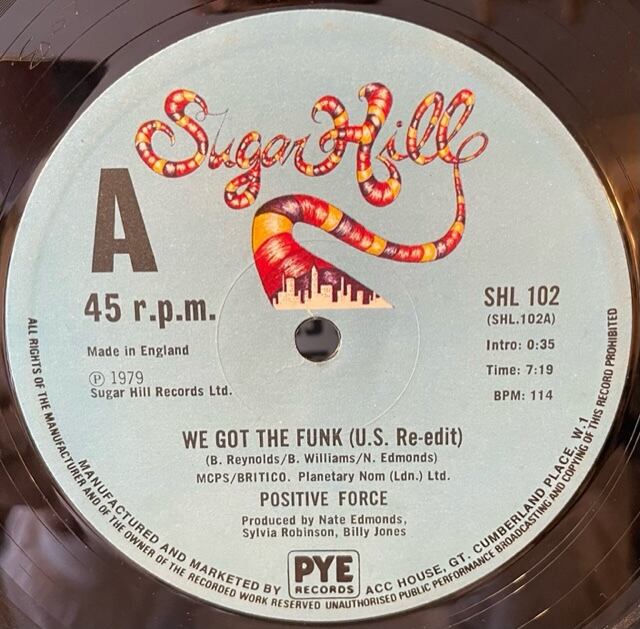 Sugar Hill
A
45 r.p.m.
SHL 102
(SHL.102A)
Made in England
Intro: 0:35
Time: 7:19
BPM: 114
℗ 1979
Sugar Hill Records Ltd.
WE GOT THE FUNK (U.S. Re-edit)
(B. Reynolds/B. Williams/N. Edmonds)
MCPS/BRITICO. Planetary Nom (Ldn.) Ltd.
POSITIVE FORCE
Produced by Nate Edmonds,
Sylvia Robinson, Billy Jones
PYE
RECORDS
MANUFACTURED AND MARKETED BY ACC HOUSE, GT. CUMBERLAND PLACE, W.1
ALL RIGHTS OF THE MANUFACTURER AND OF THE OWNER OF THE RECORDED WORK RESERVED UNAUTHORISED PUBLIC PERFORMANCE BROADCASTING AND COPYING OF THIS RECORD PROHIBITED